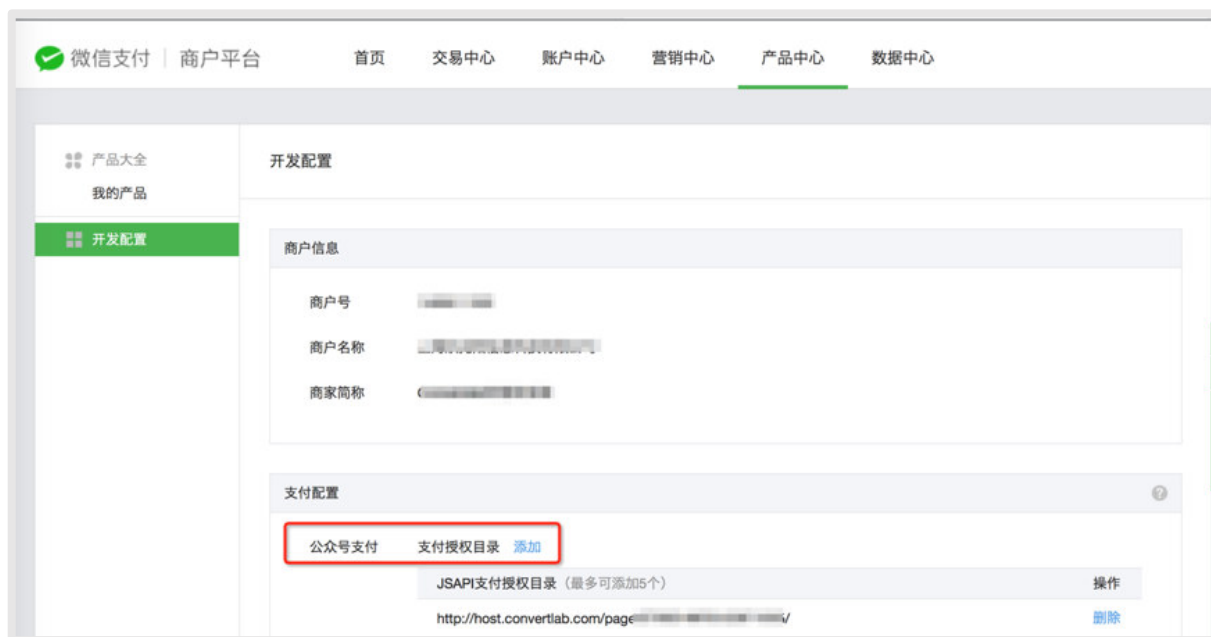 微信支付 | 商户平台 首页 交易中心 账户中心 营销中心 产品中心 数据中心
产品大全
我的产品
开发配置
开发配置
商户信息
商户号
商户名称
商家简称
支付配置
公众号支付 支付授权目录 添加
JSAPI支付授权目录（最多可添加5个） 操作
http://host.convertlab.com/page / 删除